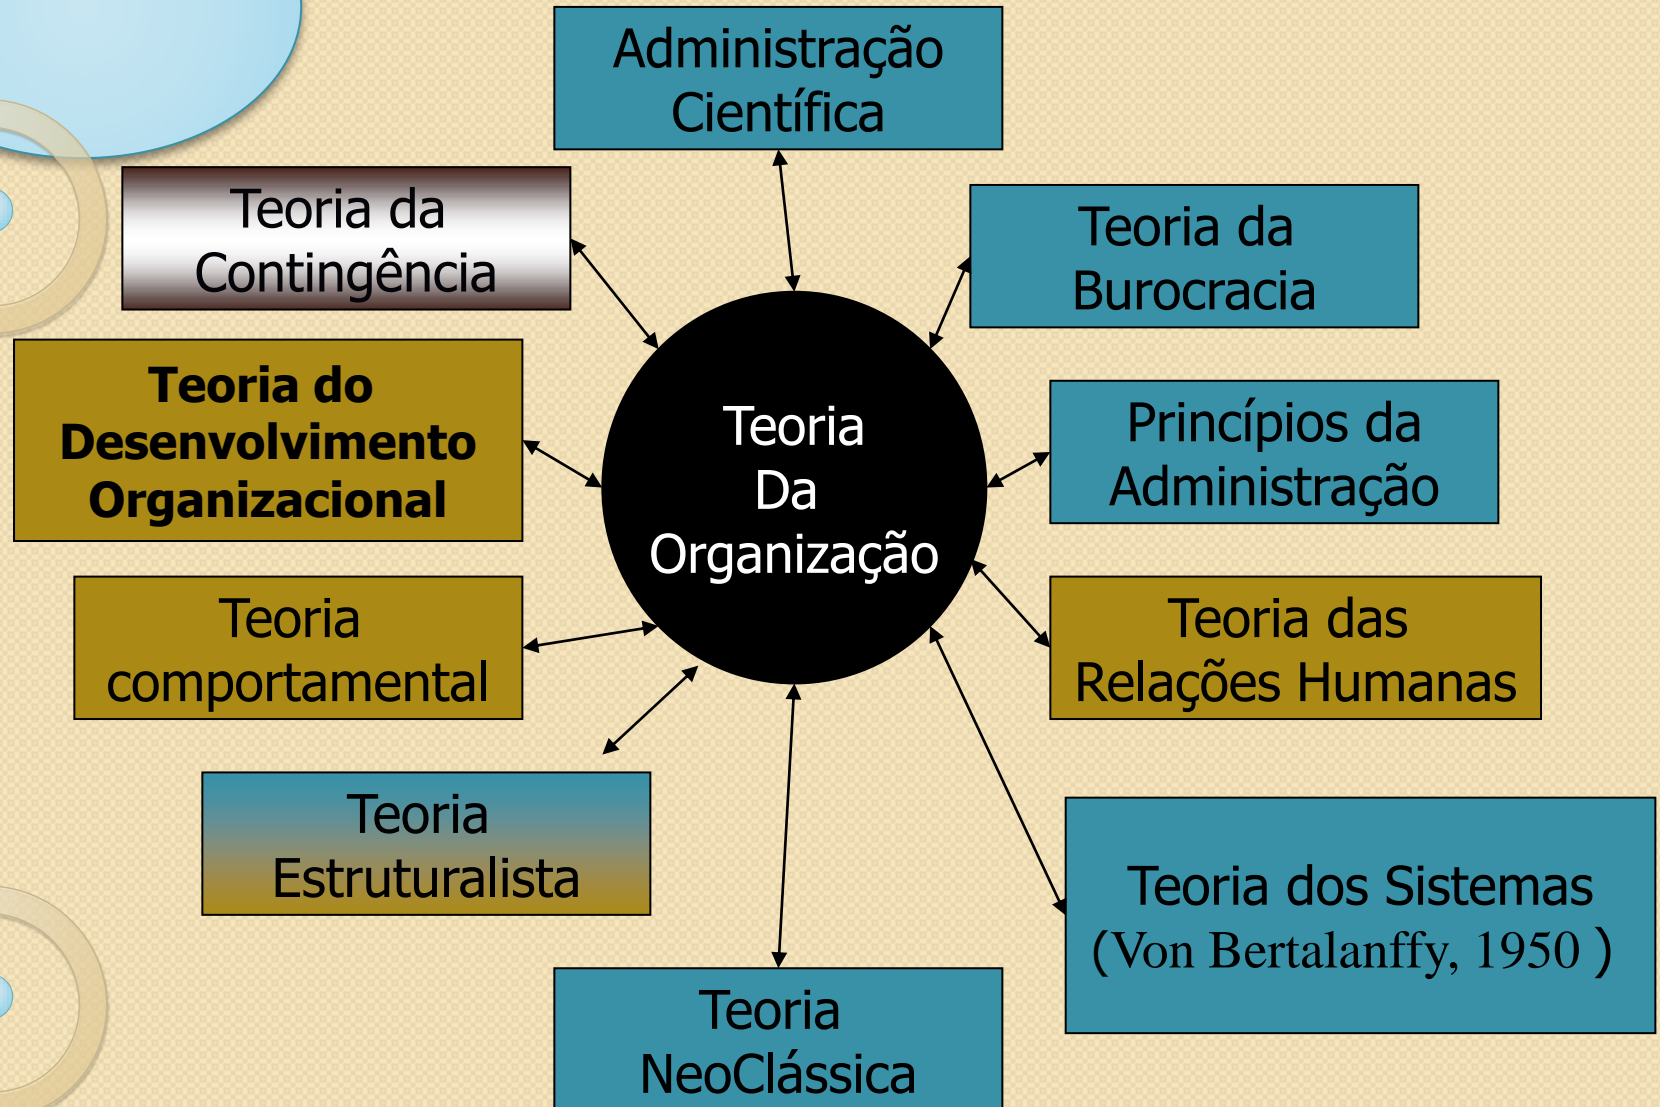 Administração
Científica
Teoria da
Contingência
Teoria da
Burocracia
Teoria do
Desenvolvimento
Organizacional
Teoria
Da
Organização
Princípios da
Administração
Teoria
comportamental
Teoria das
Relações Humanas
Teoria
Estruturalista
Teoria dos Sistemas
(Von Bertalanffy, 1950 )
Teoria
NeoClássica